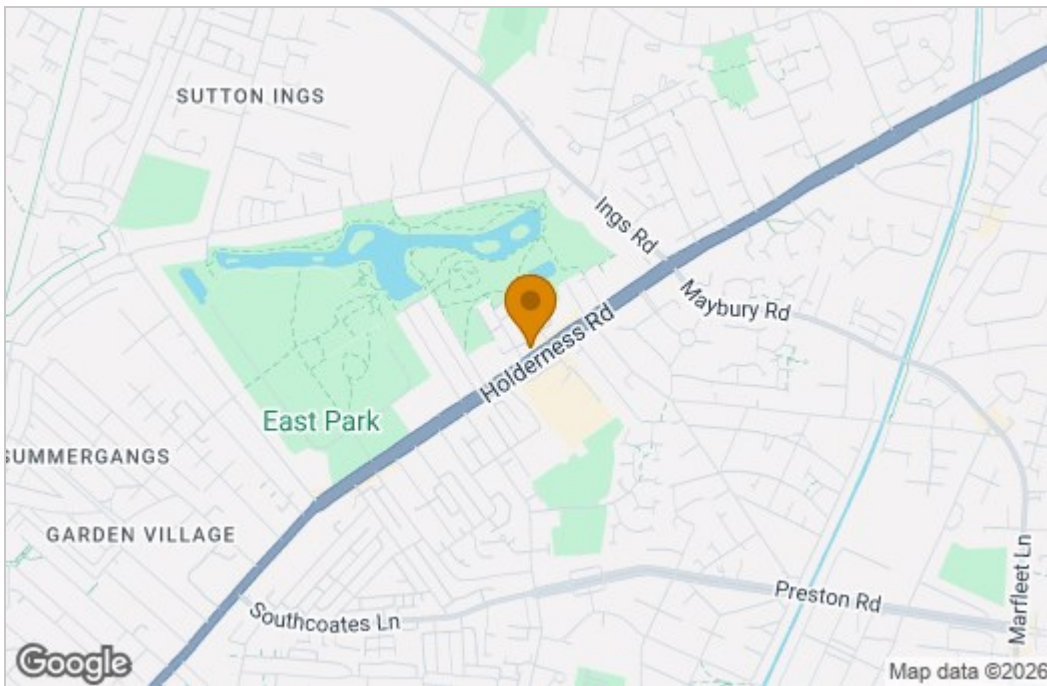 SUTTON INGS
Ings Rd
Maybury Rd
Holderness Rd
East Park
SUMMERGANGS
GARDEN VILLAGE
Southcoates Ln
Preston Rd
Marfleet Ln
Google
Map data ©2026